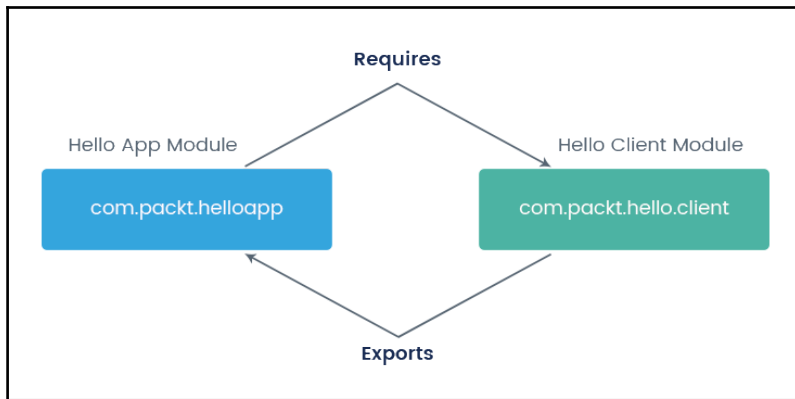 Requires
Hello App Module
Hello Client Module
com.packt.helloapp
com.packt.hello.client
Exports